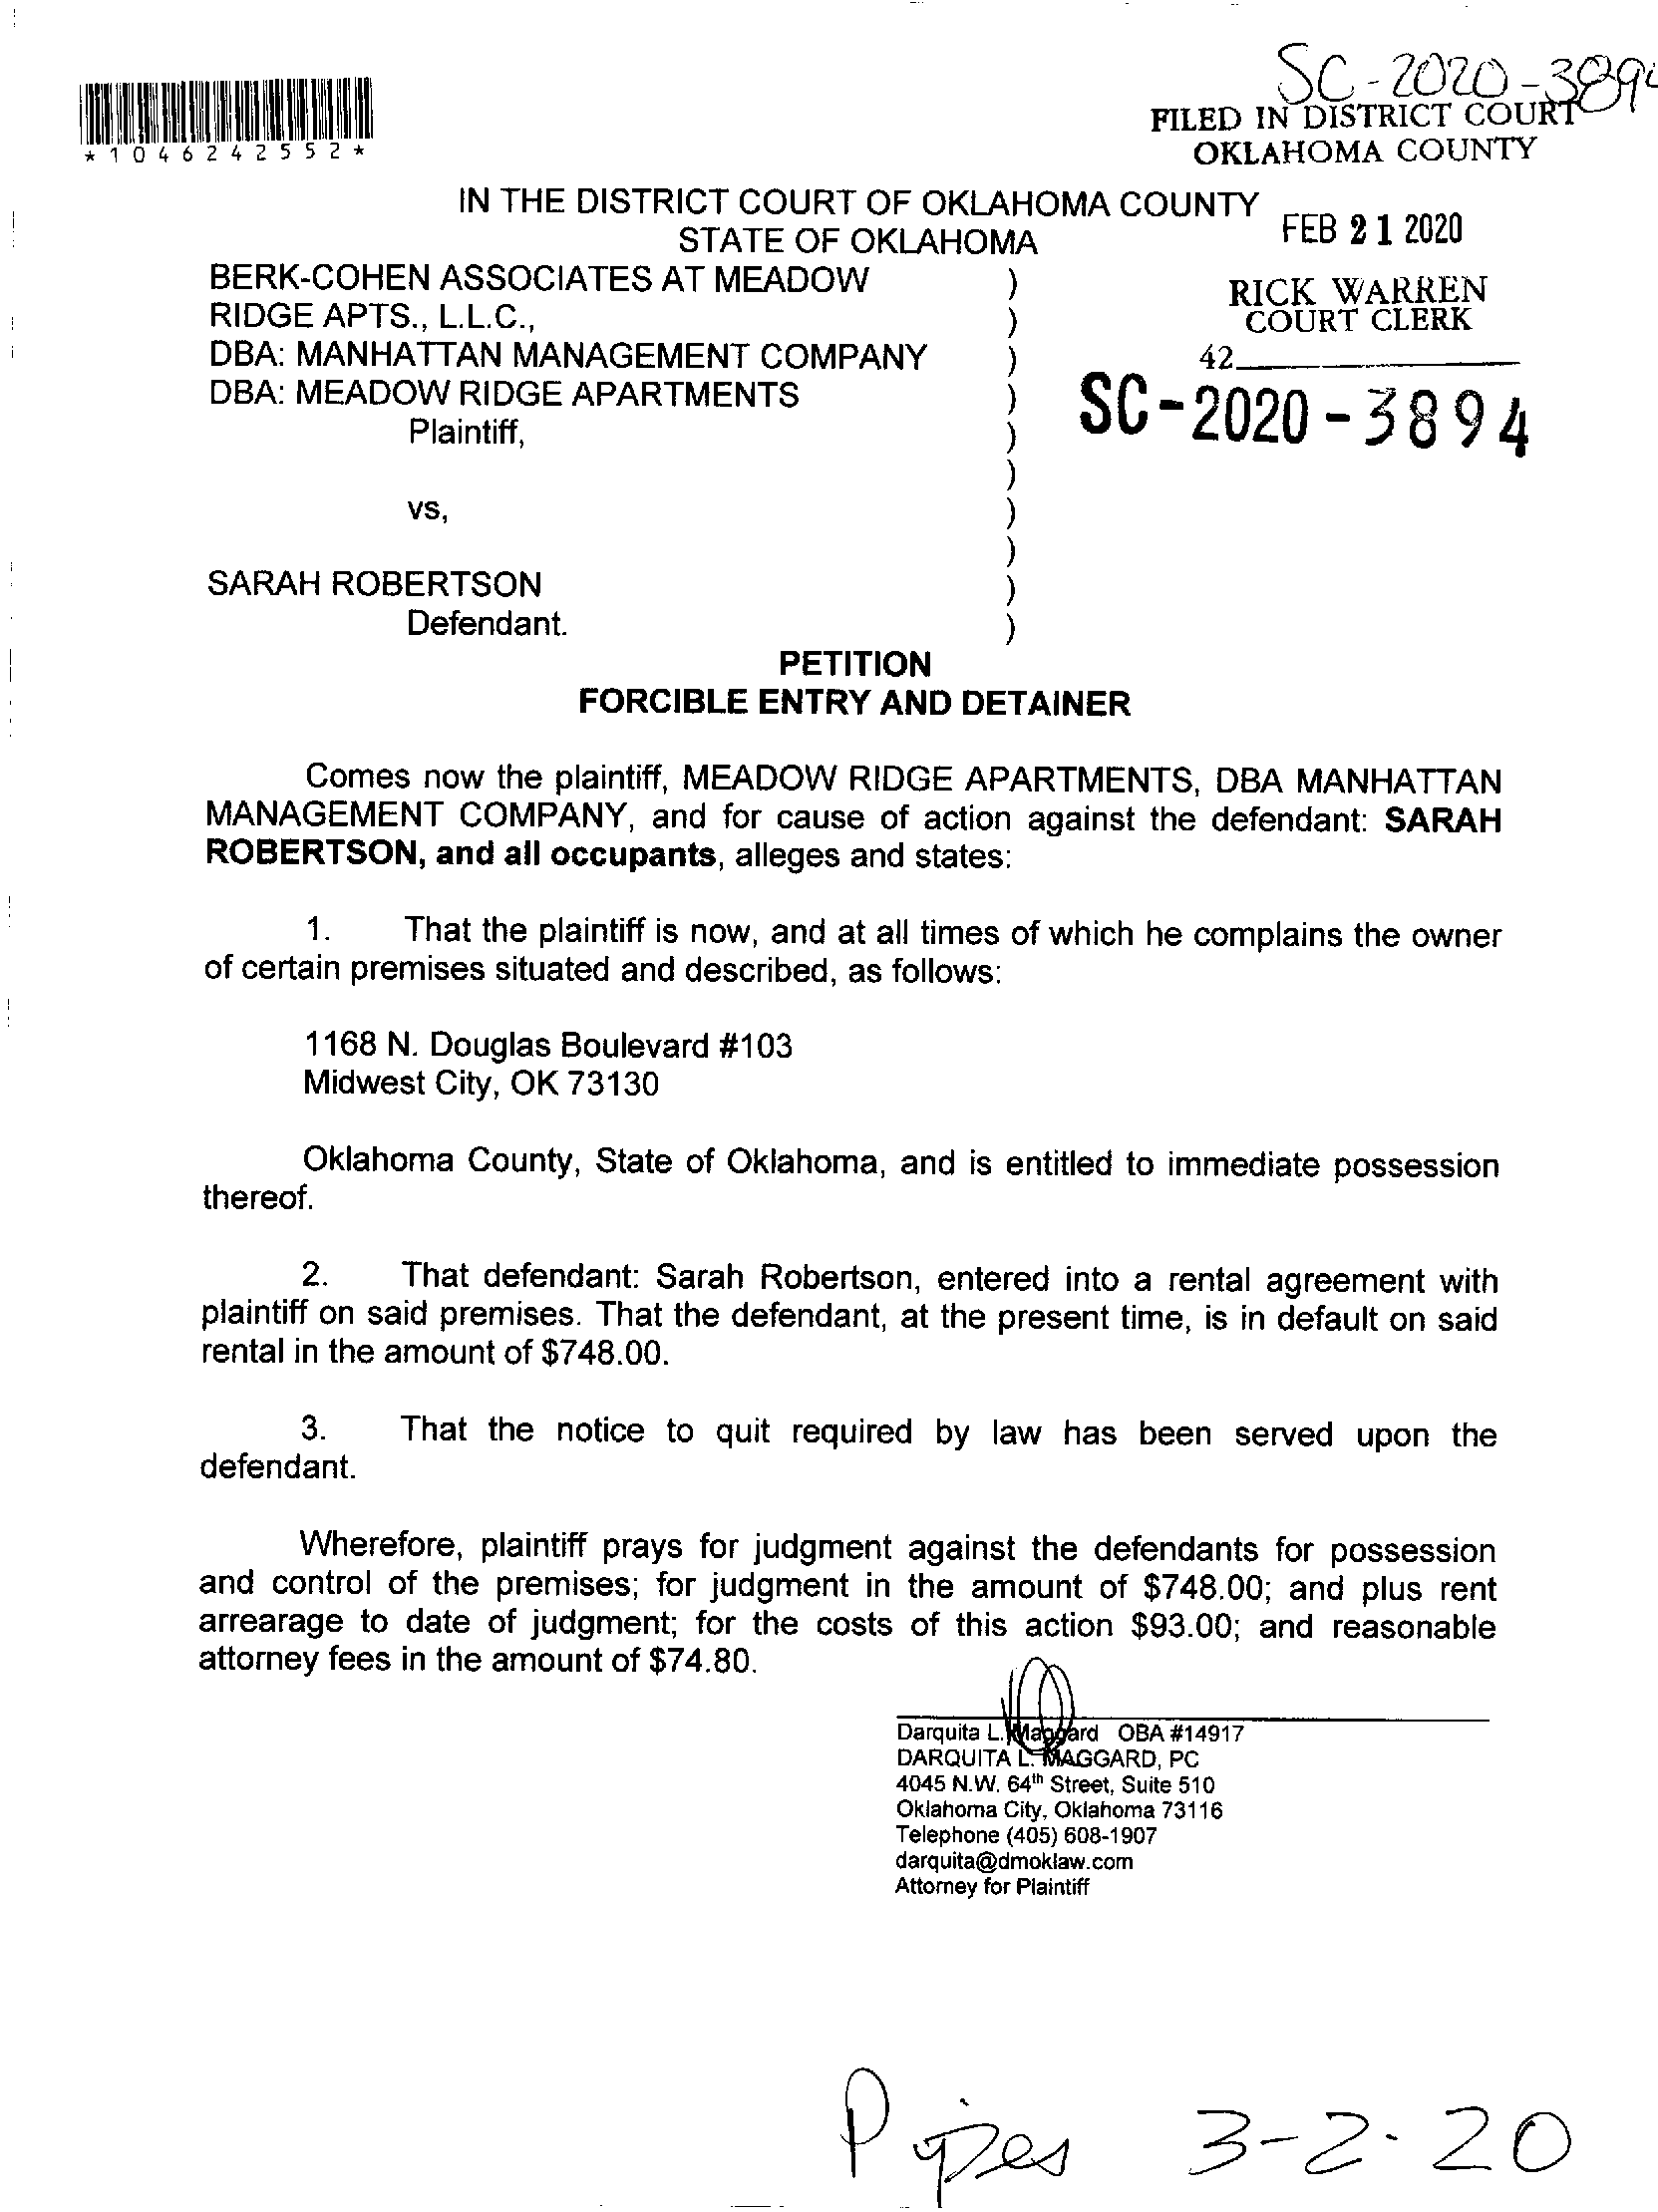 SC-2020-389
FILED IN DISTRICT COURT
OKLAHOMA COUNTY
*1046242552*
IN THE DISTRICT COURT OF OKLAHOMA COUNTY
STATE OF OKLAHOMA
FEB 21 2020
BERK-COHEN ASSOCIATES AT MEADOW )
RIDGE APTS., L.L.C., )
DBA: MANHATTAN MANAGEMENT COMPANY )
DBA: MEADOW RIDGE APARTMENTS )
Plaintiff, )
)
vs, )
)
SARAH ROBERTSON )
Defendant. )
RICK WARREN
COURT CLERK
42
SC-2020-3894
PETITION
FORCIBLE ENTRY AND DETAINER
Comes now the plaintiff, MEADOW RIDGE APARTMENTS, DBA MANHATTAN
MANAGEMENT COMPANY, and for cause of action against the defendant: SARAH
ROBERTSON, and all occupants, alleges and states:
1. That the plaintiff is now, and at all times of which he complains the owner
of certain premises situated and described, as follows:
1168 N. Douglas Boulevard #103
Midwest City, OK 73130
Oklahoma County, State of Oklahoma, and is entitled to immediate possession
thereof.
2. That defendant: Sarah Robertson, entered into a rental agreement with
plaintiff on said premises. That the defendant, at the present time, is in default on said
rental in the amount of $748.00.
3. That the notice to quit required by law has been served upon the
defendant.
Wherefore, plaintiff prays for judgment against the defendants for possession
and control of the premises; for judgment in the amount of $748.00; and plus rent
arrearage to date of judgment; for the costs of this action $93.00; and reasonable
attorney fees in the amount of $74.80.
Darquita L. Maggard OBA #14917
DARQUITA L. MAGGARD, PC
4045 N.W. 64th Street, Suite 510
Oklahoma City, Oklahoma 73116
Telephone (405) 608-1907
darquita@dmoklaw.com
Attorney for Plaintiff
Pipes 3-2-20